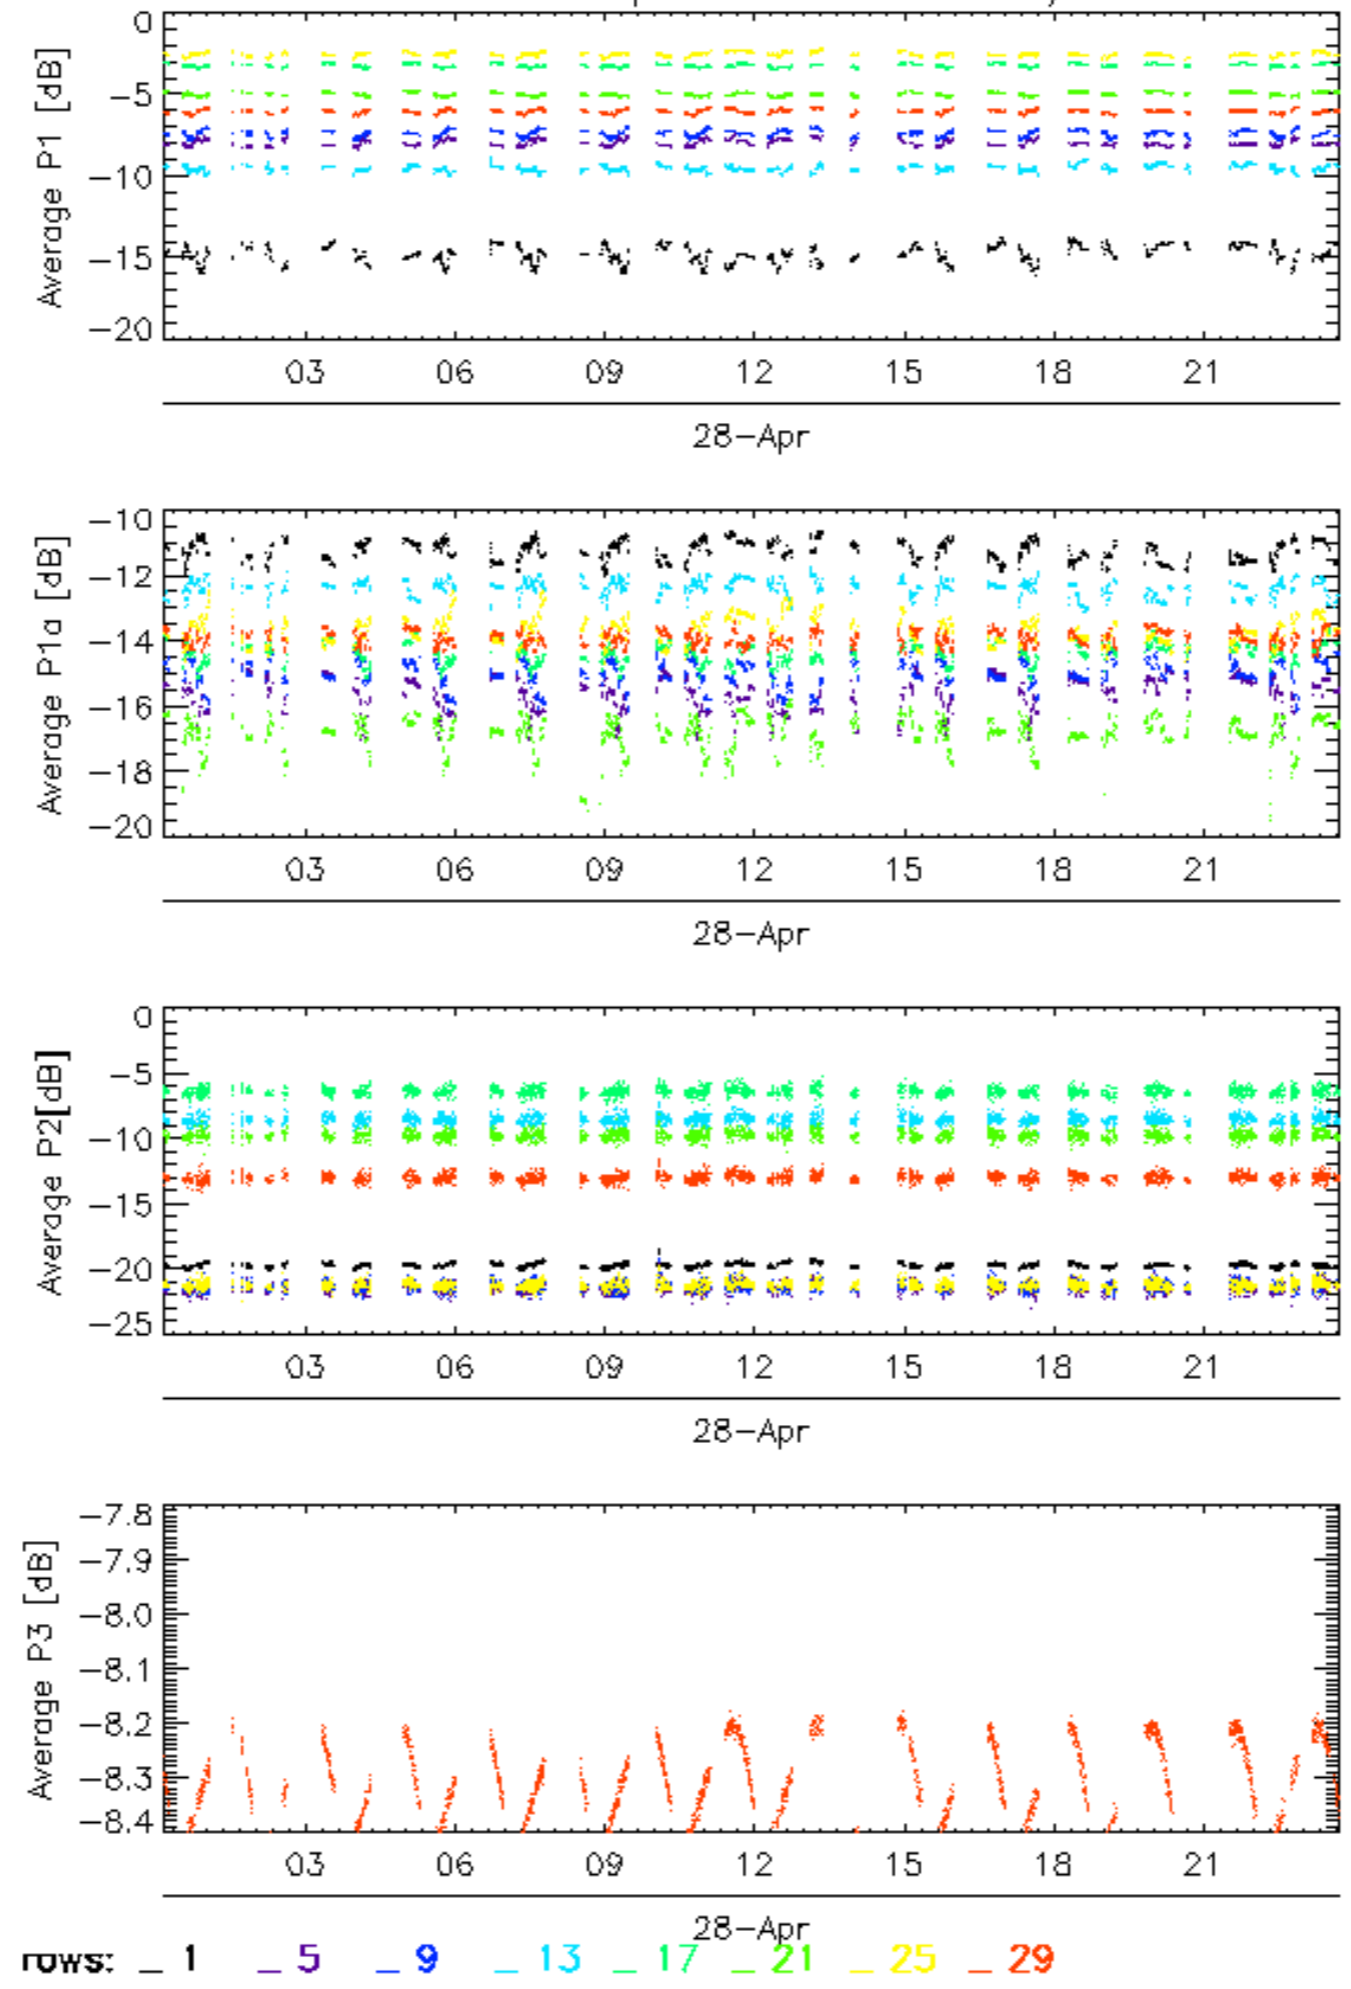 0
−5
−10
−15
−20
Average P1 [dB]
03 06 09 12 15 18 21
28−Apr
−10
−12
−14
−16
−18
−20
Average P1a [dB]
03 06 09 12 15 18 21
28−Apr
0
−5
−10
−15
−20
−25
Average P2[dB]
03 06 09 12 15 18 21
28−Apr
−7.8
−7.9
−8.0
−8.1
−8.2
−8.3
−8.4
Average P3 [dB]
03 06 09 12 15 18 21
28−Apr
rows: _ 1 _ 5 _ 9 _ 13 _ 17 _ 21 _ 25 _ 29